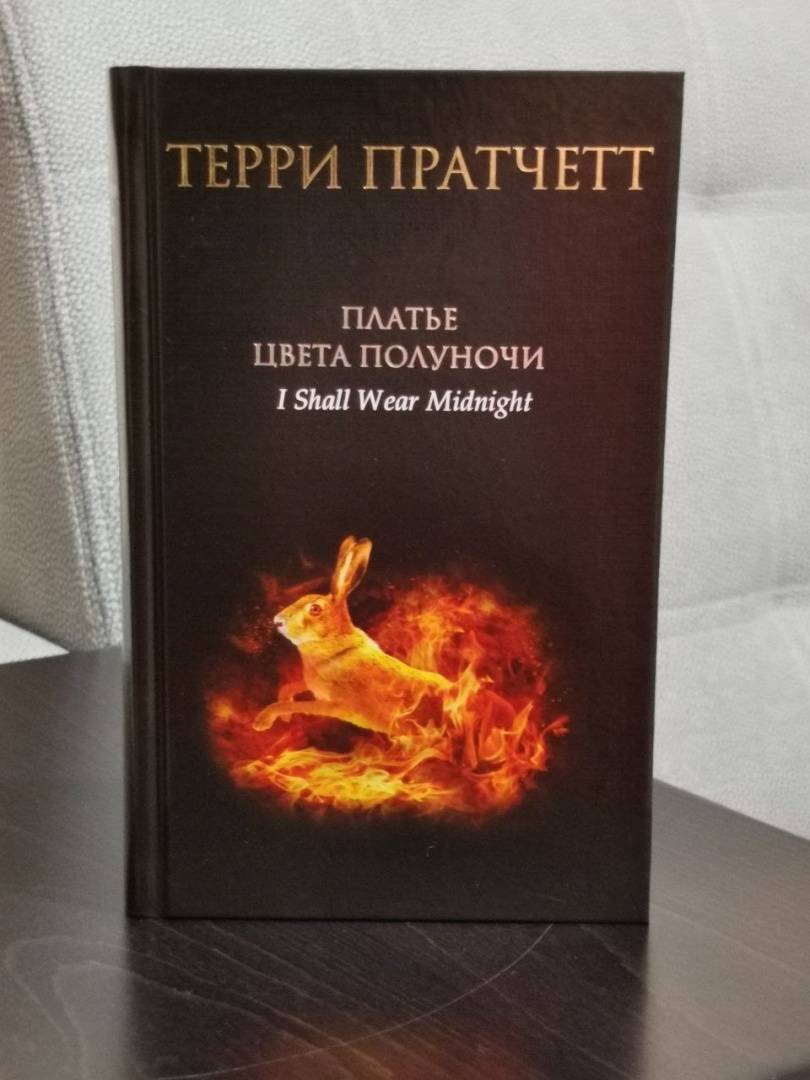 ТЕРРИ ПРАТЧЕТТ
ПЛАТЬЕ
ЦВЕТА ПОЛУНОЧИ
I Shall Wear Midnight